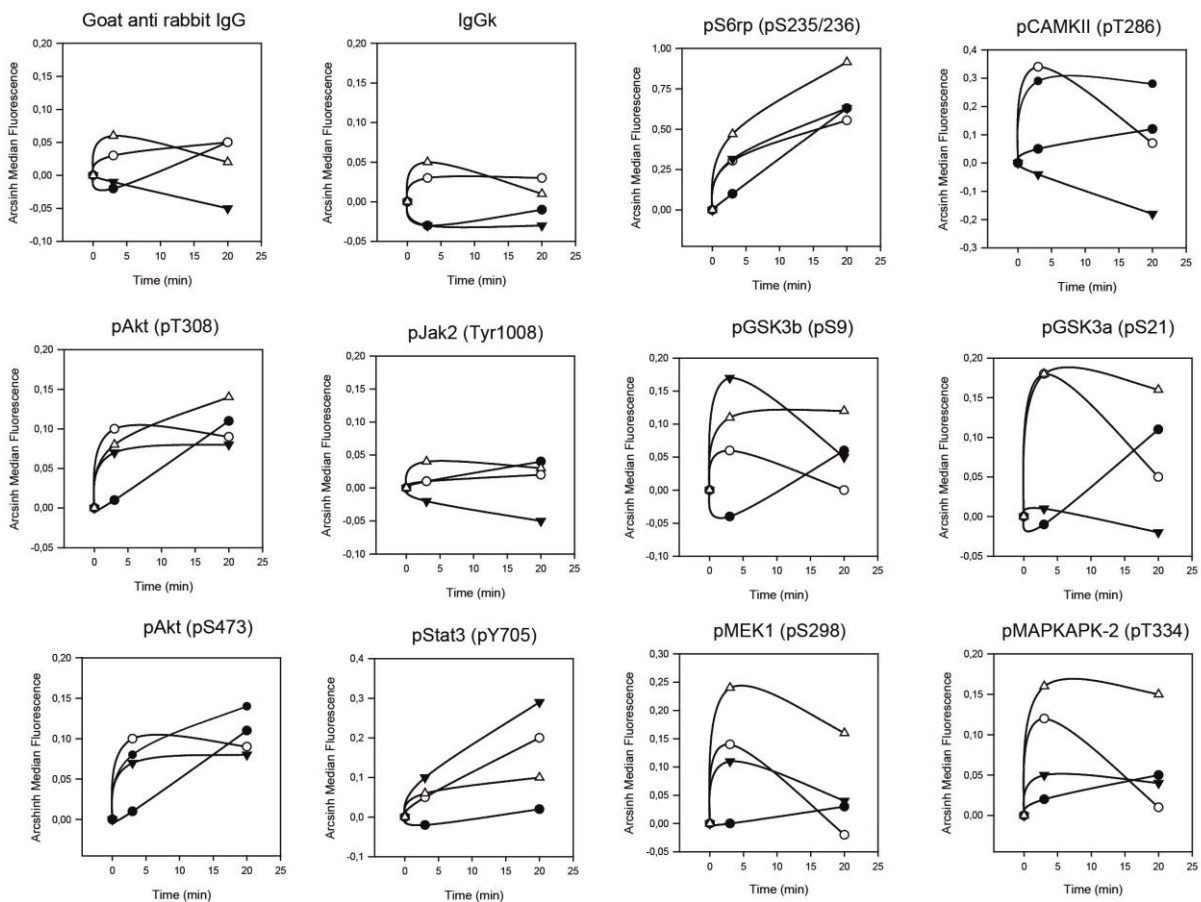 Goat anti rabbit IgG
Arcsinh Median Fluorescence
0,20
0,15
0,10
0,05
0,00
-0,05
-0,10
0 5 10 15 20 25
Time (min)
IgGk
Arcsinh Median Fluorescence
0,20
0,15
0,10
0,05
0,00
-0,05
0 5 10 15 20 25
Time (min)
pS6rp (pS235/236)
Arcsinh Median Fluorescence
1,00
0,75
0,50
0,25
0,00
0 5 10 15 20 25
Time (min)
pCAMKII (pT286)
Arcsinh Median Fluorescence
0,4
0,3
0,2
0,1
0,0
-0,1
-0,2
-0,3
0 5 10 15 20 25
Time (min)
pAkt (pT308)
Arcsinh Median Fluorescence
0,20
0,15
0,10
0,05
0,00
-0,05
0 5 10 15 20 25
Time (min)
pJak2 (Tyr1008)
Arcsinh Median Fluorescence
0,20
0,15
0,10
0,05
0,00
-0,05
-0,10
0 5 10 15 20 25
Time (min)
pGSK3b (pS9)
Arcsinh Median Fluorescence
0,20
0,15
0,10
0,05
0,00
-0,05
-0,10
0 5 10 15 20 25
Time (min)
pGSK3a (pS21)
Arcsinh Median Fluorescence
0,20
0,15
0,10
0,05
0,00
-0,05
0 5 10 15 20 25
Time (min)
pAkt (pS473)
Arcshinh Median Fluorescence
0,20
0,15
0,10
0,05
0,00
0 5 10 15 20 25
Time (min)
pStat3 (pY705)
Arcsinh Median Fluorescence
0,4
0,3
0,2
0,1
0,0
-0,1
0 5 10 15 20 25
Time (min)
pMEK1 (pS298)
Arcsinh Median Fluorescence
0,30
0,25
0,20
0,15
0,10
0,05
0,00
-0,05
0 5 10 15 20 25
Time (min)
pMAPKAPK-2 (pT334)
Arcsinh Median Fluorescence
0,20
0,15
0,10
0,05
0,00
0 5 10 15 20 25
Time (min)